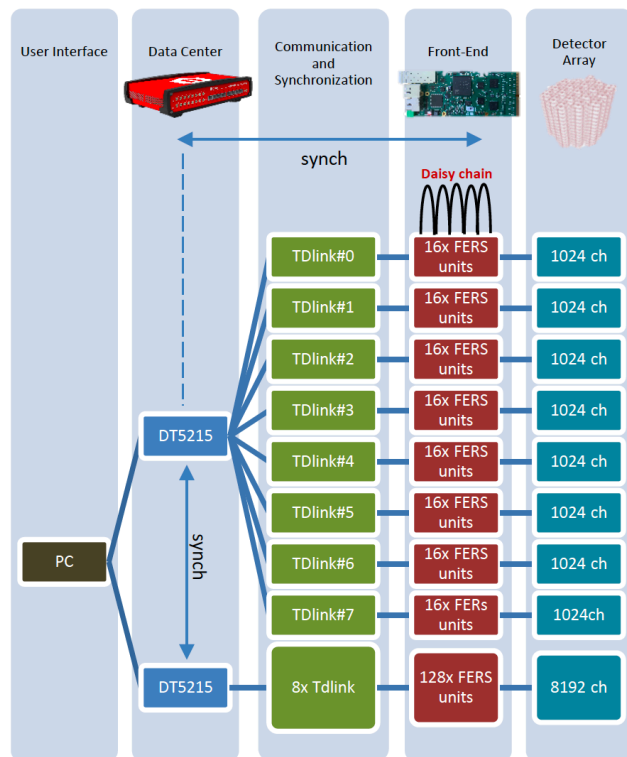 User Interface
Data Center
Communication
and
Synchronization
Front-End
Detector
Array
synch
Daisy chain
TDlink#0
16x FERS
units
1024 ch
TDlink#1
16x FERS
units
1024 ch
TDlink#2
16x FERS
units
1024 ch
TDlink#3
16x FERS
units
1024 ch
DT5215
TDlink#4
16x FERS
units
1024 ch
synch
TDlink#5
16x FERS
units
1024 ch
PC
TDlink#6
16x FERS
units
1024 ch
TDlink#7
16x FERs
units
1024ch
DT5215
8x Tdlink
128x FERS
units
8192 ch